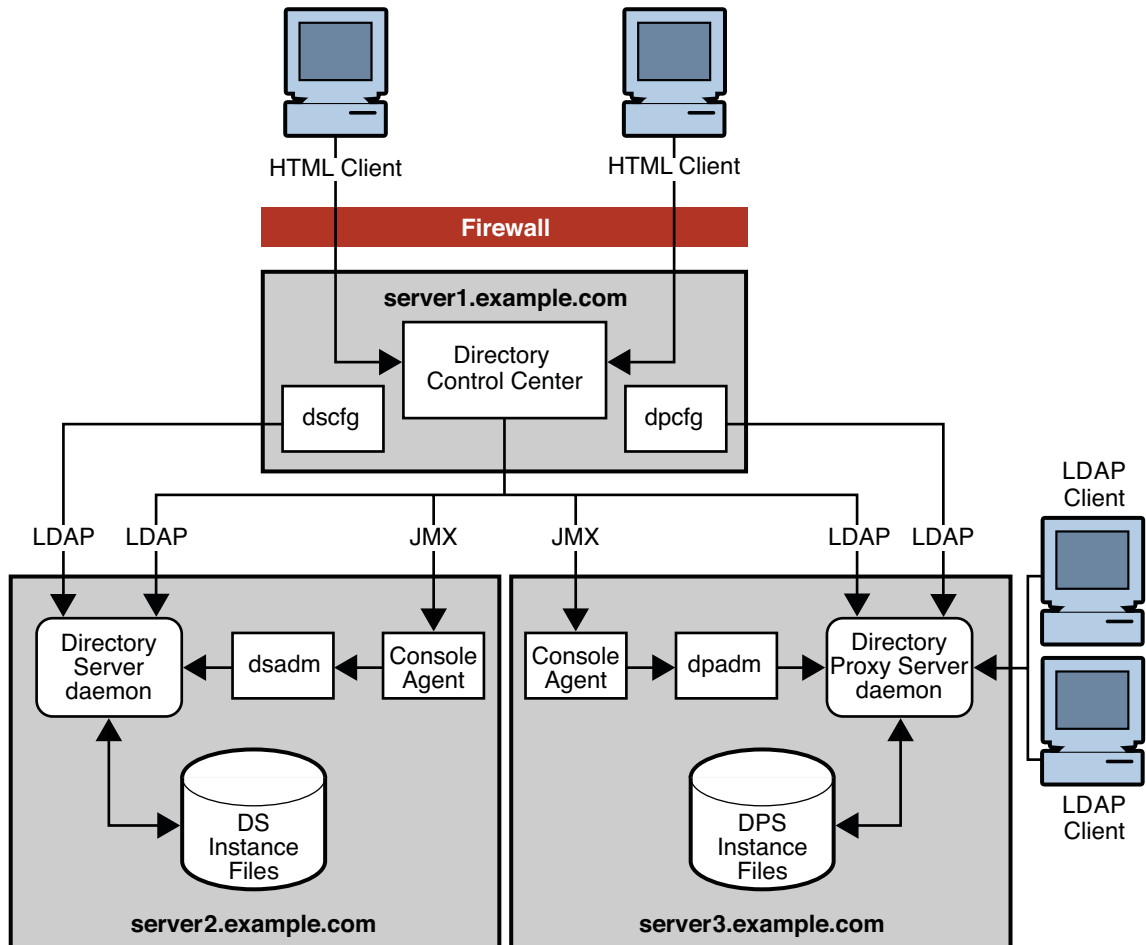 HTML Client
HTML Client
Firewall
server1.example.com
Directory
Control Center
dscfg
dpcfg
LDAP
Client
LDAP
LDAP
JMX
JMX
LDAP
LDAP
Directory
Server
daemon
dsadm
Console
Agent
Console
Agent
dpadm
Directory
Proxy Server
daemon
DS
Instance
Files
DPS
Instance
Files
LDAP
Client
server2.example.com
server3.example.com